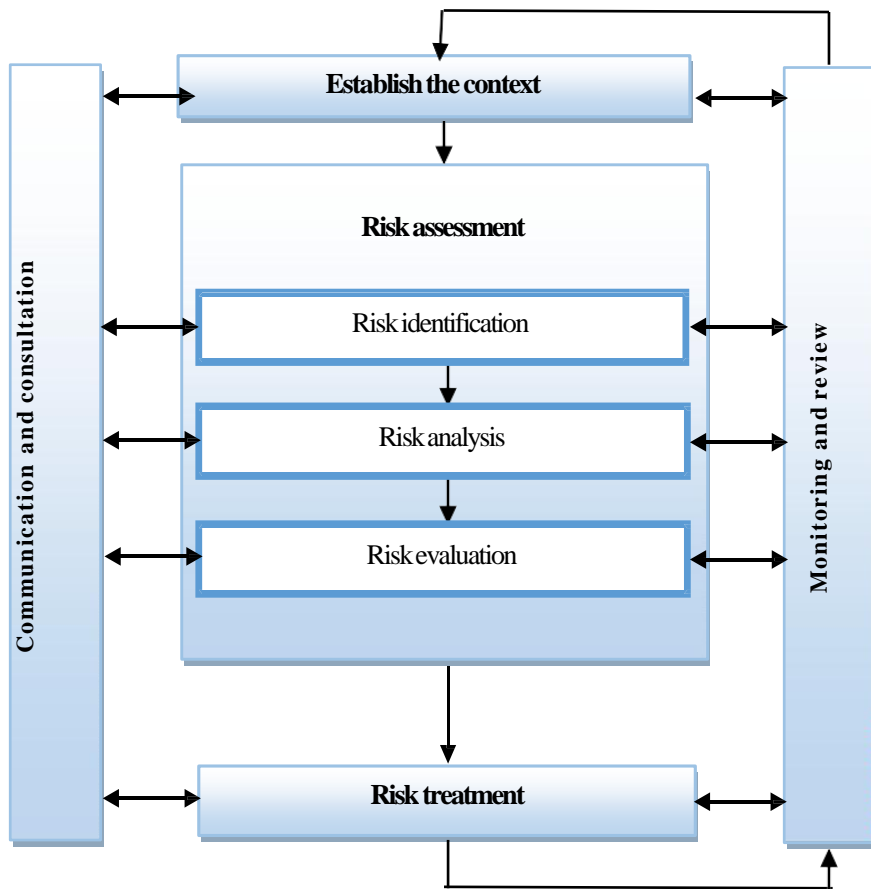 Establish the context
Risk assessment
Risk identification
Risk analysis
Risk evaluation
Risk treatment
Communication and consultation
Monitoring and review